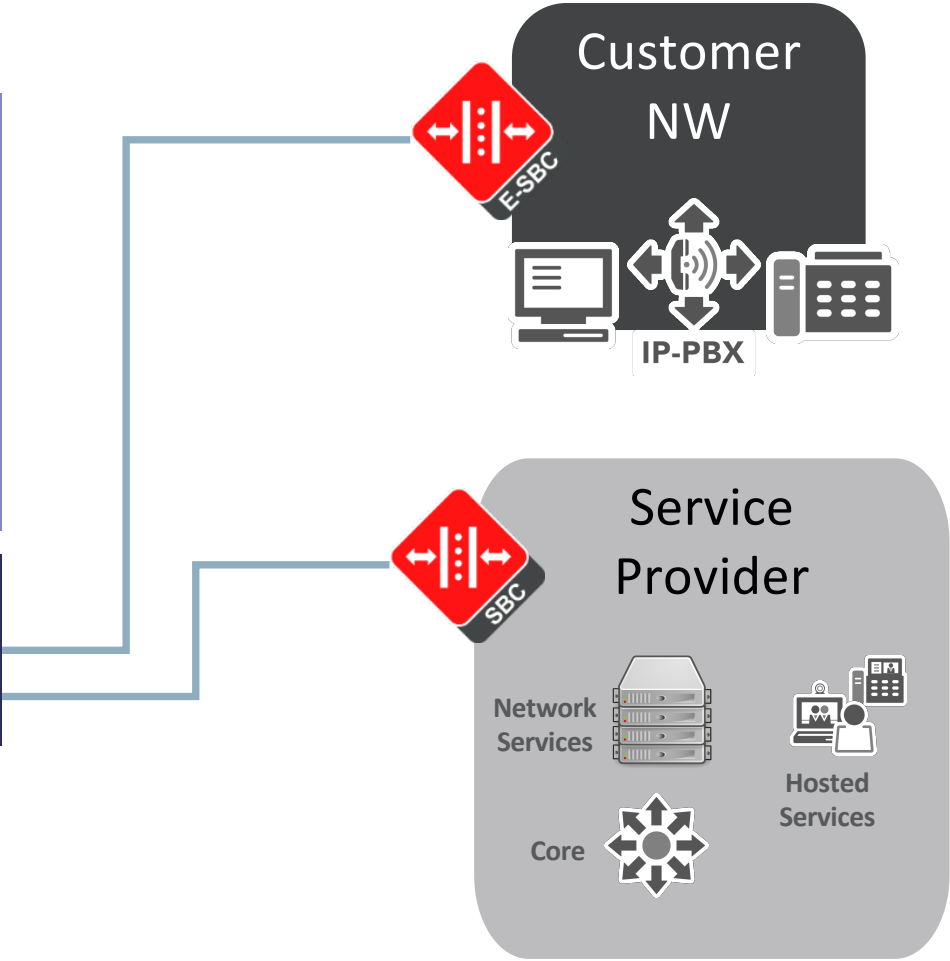 Customer
NW
E-SBC
IP-PBX
Service
Provider
SBC
Network
Services
Hosted
Services
Core